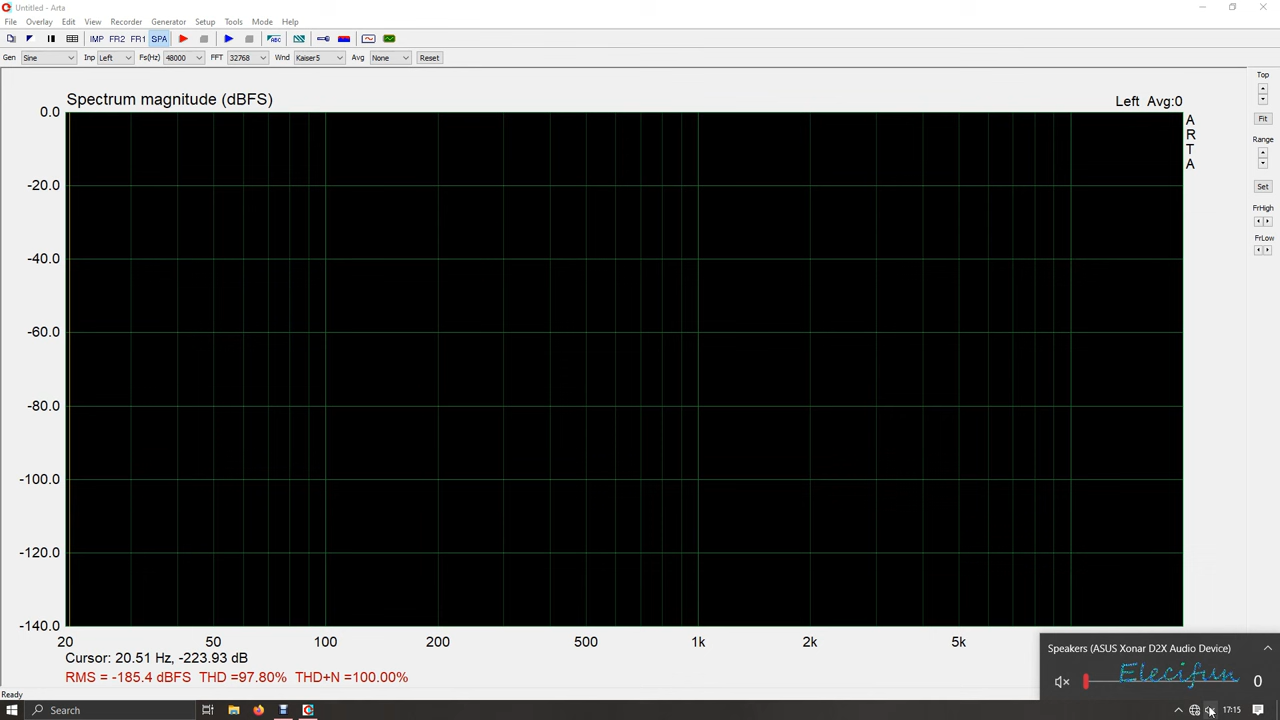 Untitled - Arta
File Overlay Edit View Recorder Generator Setup Tools Mode Help
IMP FR2 FR1 SPA ABC
Gen Sine Inp Left Fs(Hz) 48000 FFT 32768 Wnd Kaiser5 Avg None Reset
Top
Spectrum magnitude (dBFS)
Left Avg:0
0.0
-20.0
-40.0
-60.0
-80.0
-100.0
-120.0
-140.0
A
R
T
A
Fit
Range
Set
FrHigh
FrLow
20 50 100 200 500 1k 2k 5k
Cursor: 20.51 Hz, -223.93 dB
RMS = -185.4 dBFS THD =97.80% THD+N =100.00%
Speakers (ASUS Xonar D2X Audio Device)
Elecifun
0
Ready
Search
17:15